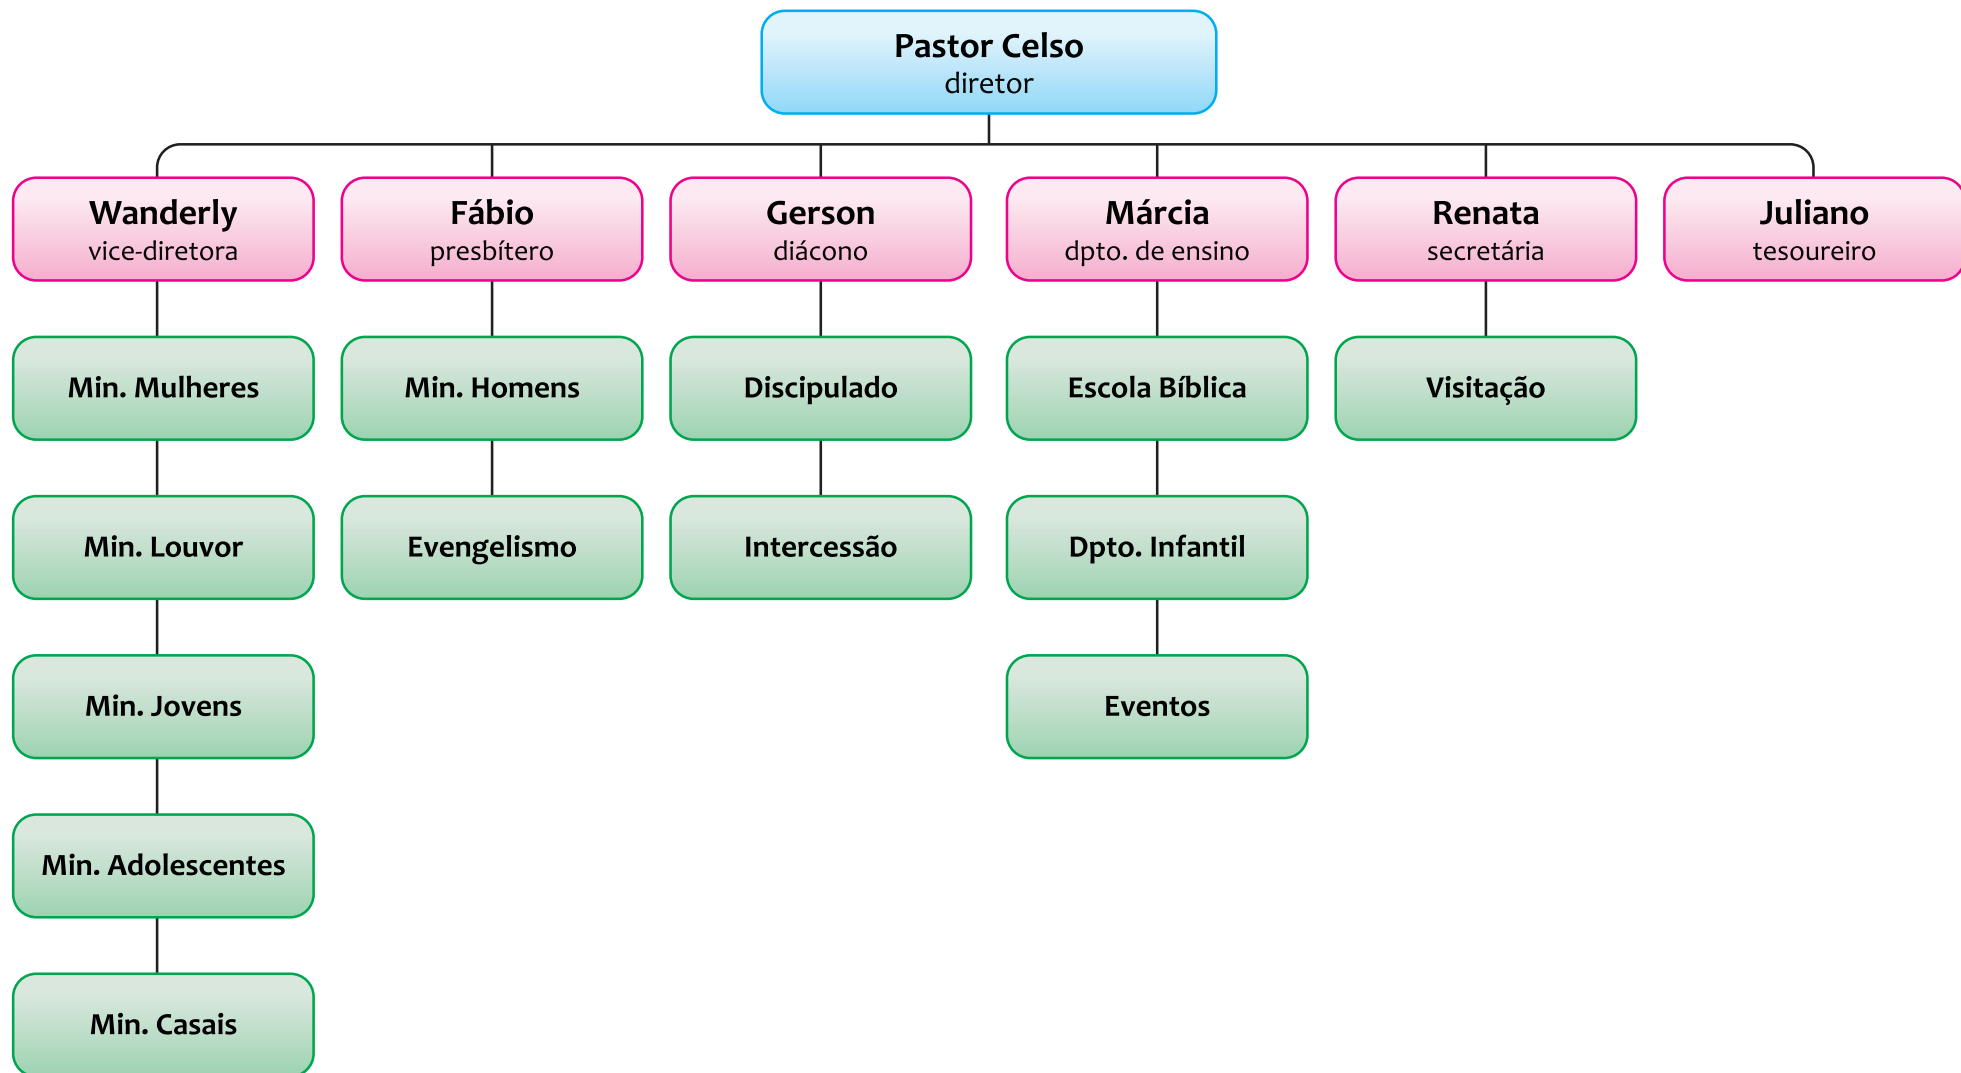 Pastor Celso
diretor
Wanderly
vice-diretora
Fábio
presbítero
Gerson
diácono
Márcia
dpto. de ensino
Renata
secretária
Juliano
tesoureiro
Min. Mulheres
Min. Homens
Discipulado
Escola Bíblica
Visitação
Min. Louvor
Evengelismo
Intercessão
Dpto. Infantil
Min. Jovens
Eventos
Min. Adolescentes
Min. Casais